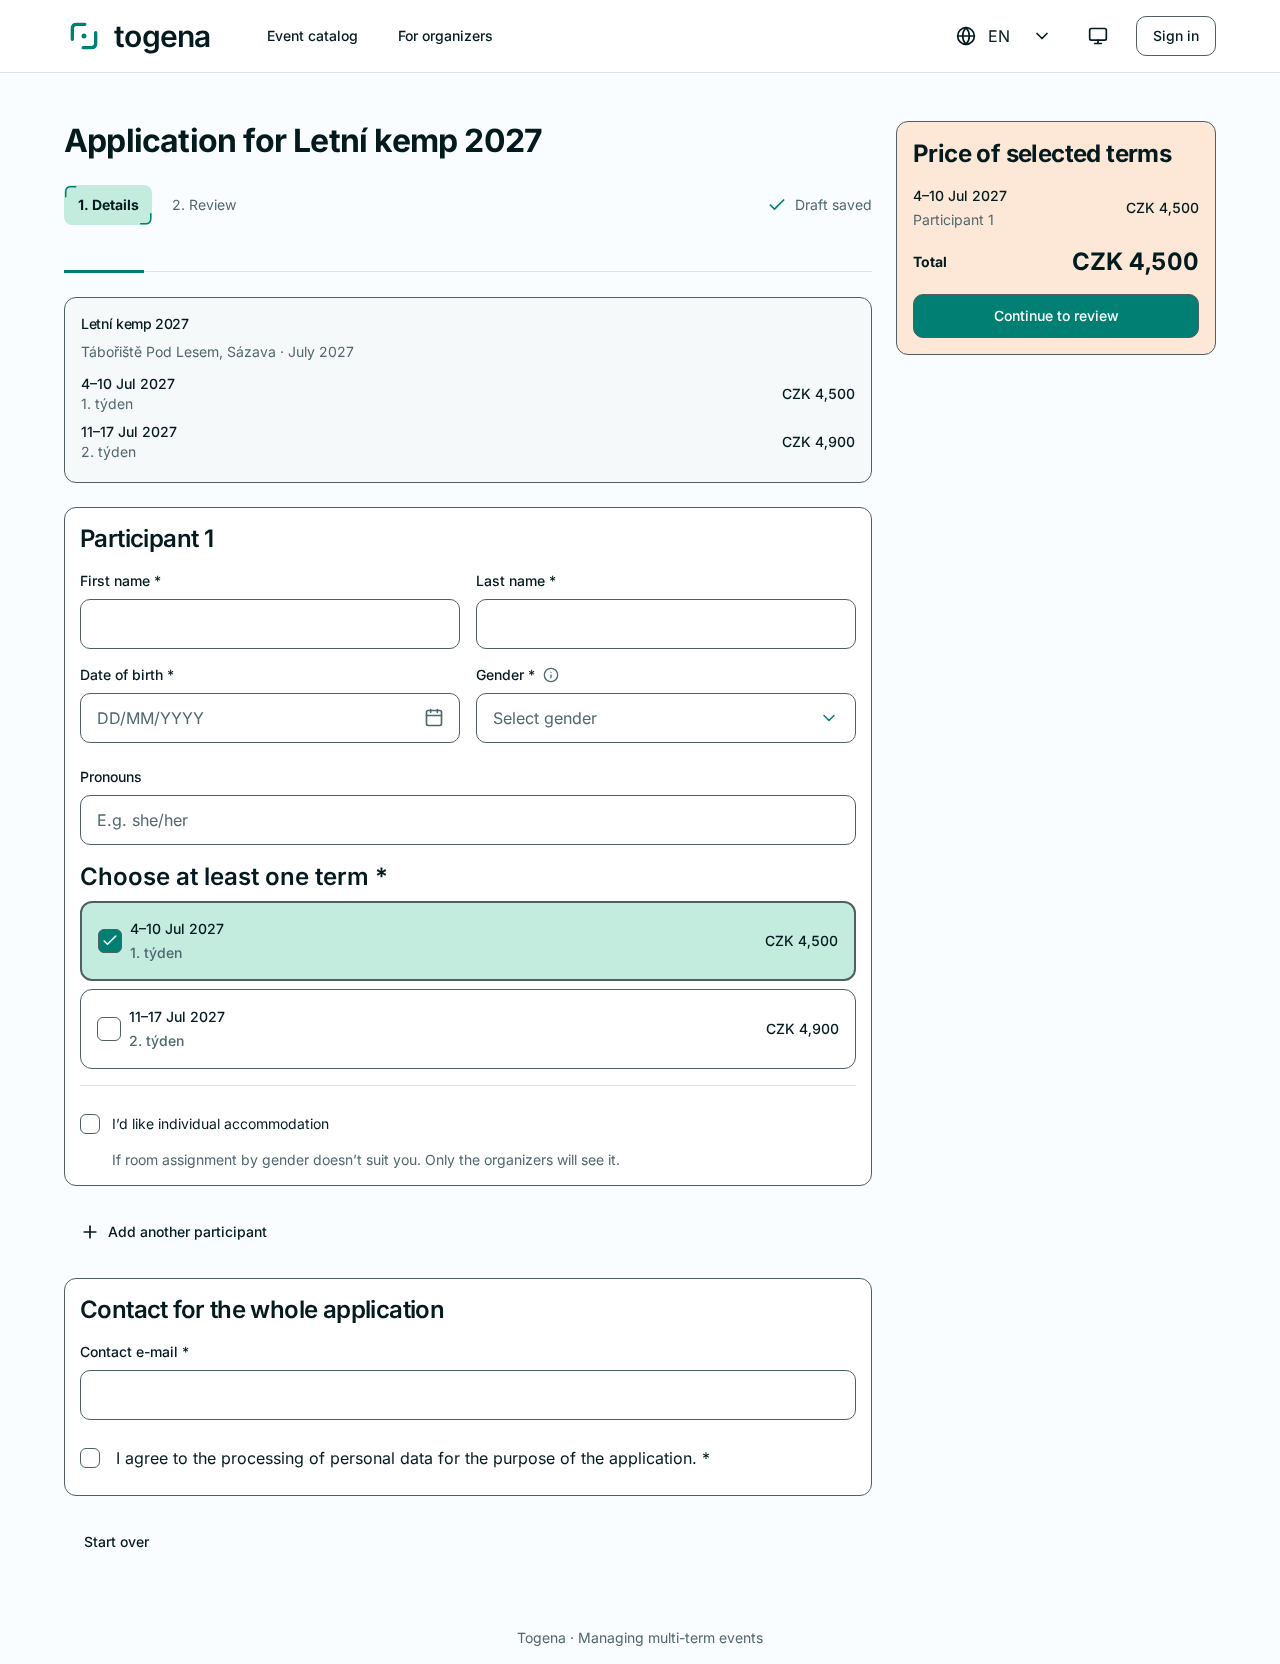 togena
Event catalog
For organizers
EN
Sign in
Application for Letní kemp 2027
1. Details
2. Review
Draft saved
Letní kemp 2027
Tábořiště Pod Lesem, Sázava · July 2027
4–10 Jul 2027
1. týden
CZK 4,500
11–17 Jul 2027
2. týden
CZK 4,900
Participant 1
First name *
Last name *
Date of birth *
Gender *
DD/MM/YYYY
Select gender
Pronouns
E.g. she/her
Choose at least one term *
4–10 Jul 2027
1. týden
CZK 4,500
11–17 Jul 2027
2. týden
CZK 4,900
I’d like individual accommodation
If room assignment by gender doesn’t suit you. Only the organizers will see it.
Add another participant
Contact for the whole application
Contact e-mail *
I agree to the processing of personal data for the purpose of the application. *
Start over
Price of selected terms
4–10 Jul 2027
Participant 1
CZK 4,500
Total
CZK 4,500
Continue to review
Togena · Managing multi-term events